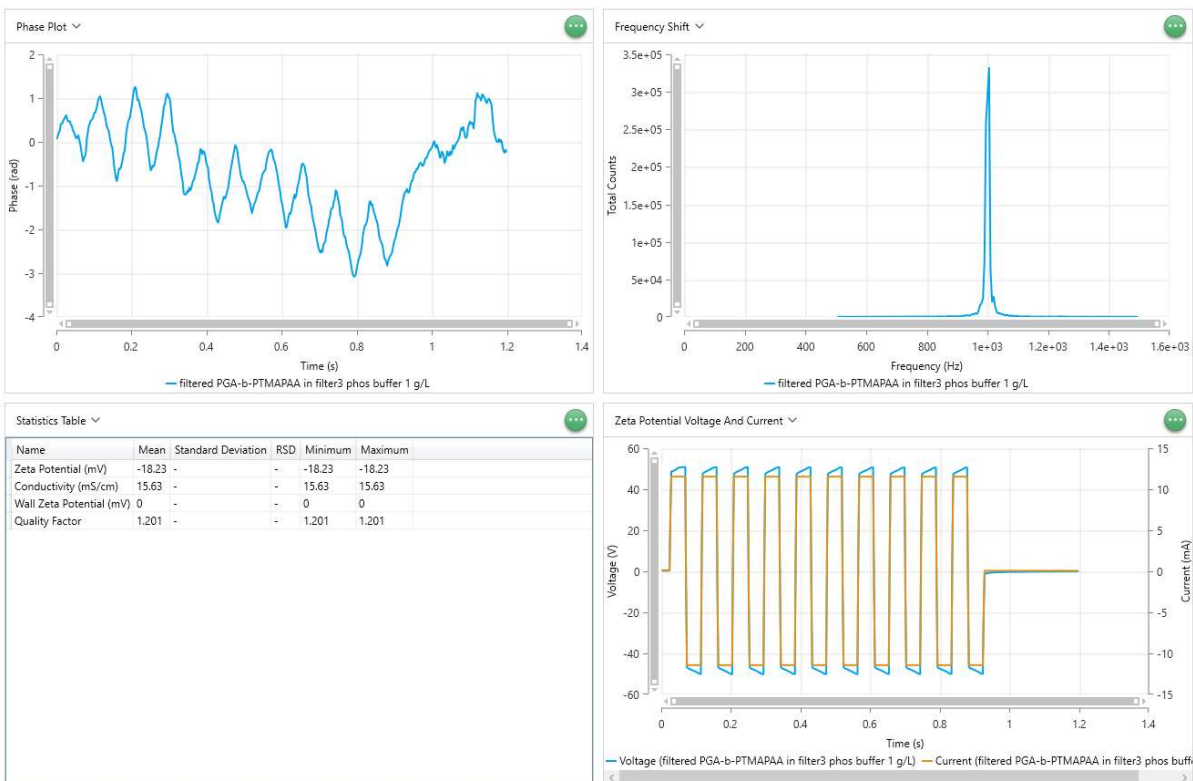 Phase Plot
2
1
0
-1
-2
-3
-4
Phase (rad)
0 0.2 0.4 0.6 0.8 1 1.2 1.4
Time (s)
filtered PGA-b-PTMAPAA in filter3 phos buffer 1 g/L
Frequency Shift
3.5e+05
3e+05
2.5e+05
2e+05
1.5e+05
1e+05
5e+04
0
Total Counts
0 200 400 600 800 1e+03 1.2e+03 1.4e+03 1.6e+03
Frequency (Hz)
filtered PGA-b-PTMAPAA in filter3 phos buffer 1 g/L
Statistics Table
Name Mean Standard Deviation RSD Minimum Maximum
Zeta Potential (mV) -18.23 - - -18.23 -18.23
Conductivity (mS/cm) 15.63 - - 15.63 15.63
Wall Zeta Potential (mV) 0 - - 0 0
Quality Factor 1.201 - - 1.201 1.201
Zeta Potential Voltage And Current
60 15
40 10
20 5
0 0
-20 -5
-40 -10
-60 -15
Voltage (V)
Current (mA)
0 0.2 0.4 0.6 0.8 1 1.2 1.4
Time (s)
Voltage (filtered PGA-b-PTMAPAA in filter3 phos buffer 1 g/L) Current (filtered PGA-b-PTMAPAA in filter3 phos buff